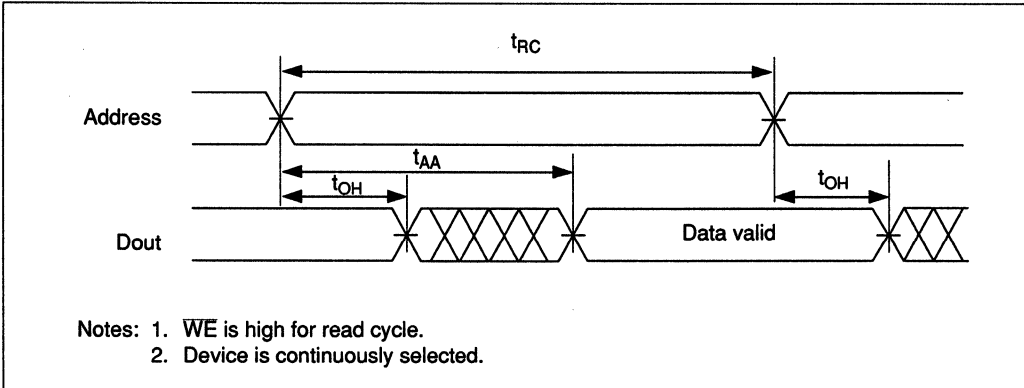 tRC
Address
tAA
tOH
tOH
Dout
Data valid
Notes: 1. W̅E̅ is high for read cycle.
2. Device is continuously selected.